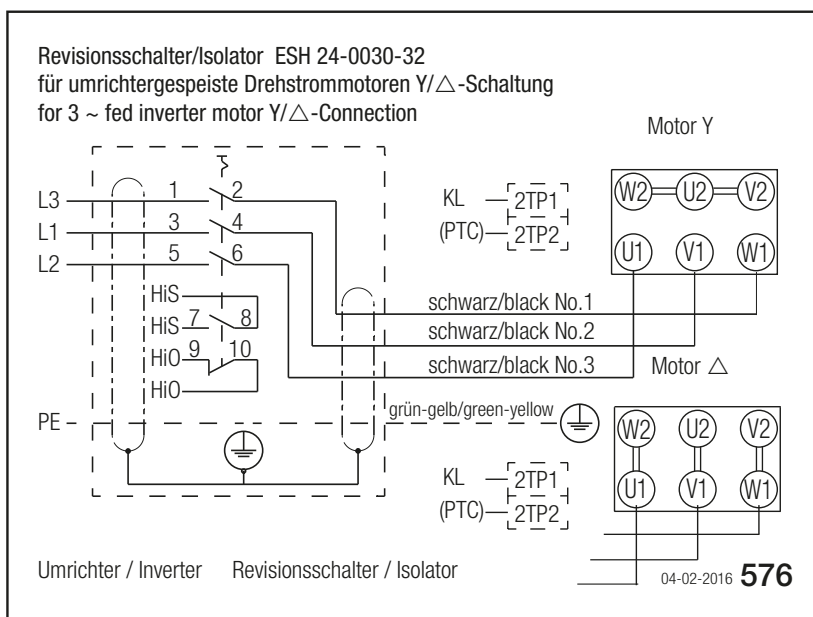 Revisionsschalter/Isolator ESH 24-0030-32
für umrichtergespeiste Drehstrommotoren Y/△-Schaltung
for 3 ~ fed inverter motor Y/△-Connection
Motor Y
L3 1 2
L1 3 4
L2 5 6
KL 2TP1
(PTC) 2TP2
W2 U2 V2
U1 V1 W1
HiS
HiS 7 8
HiO 9 10
HiO
schwarz/black No.1
schwarz/black No.2
schwarz/black No.3
Motor △
PE
grün-gelb/green-yellow
W2 U2 V2
U1 V1 W1
KL 2TP1
(PTC) 2TP2
Umrichter / Inverter Revisionsschalter / Isolator
04-02-2016 576